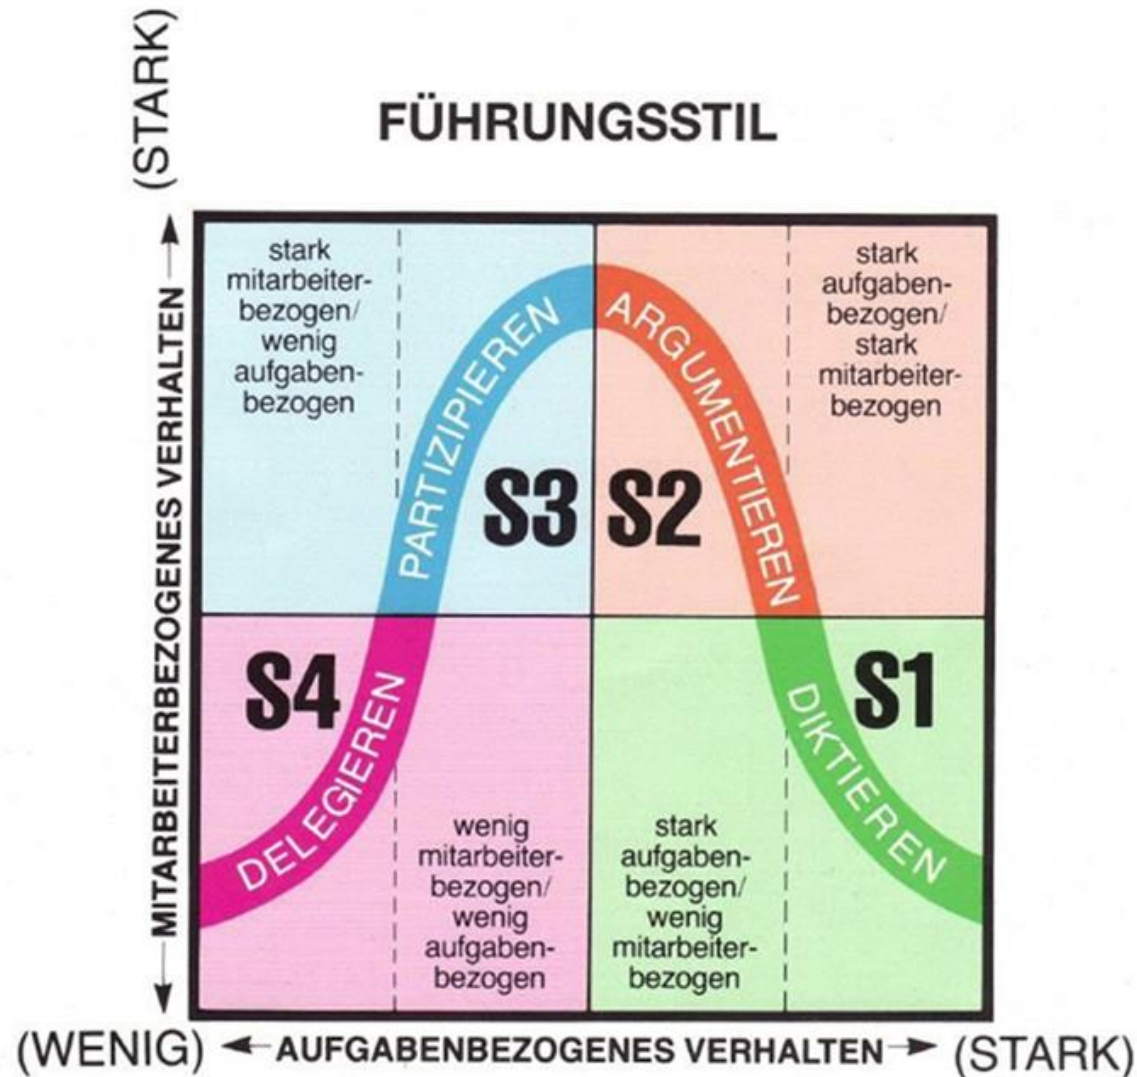 FÜHRUNGSSTIL
(STARK)
MITARBEITERBEZOGENES VERHALTEN
stark
mitarbeiter-
bezogen/
wenig
aufgaben-
bezogen
PARTIZIPIEREN
S3
ARGUMENTIEREN
S2
stark
aufgaben-
bezogen/
stark
mitarbeiter-
bezogen
S4
DELEGIEREN
wenig
mitarbeiter-
bezogen/
wenig
aufgaben-
bezogen
stark
aufgaben-
bezogen/
wenig
mitarbeiter-
bezogen
DIKTIEREN
S1
(WENIG)
AUFGABENBEZOGENES VERHALTEN
(STARK)